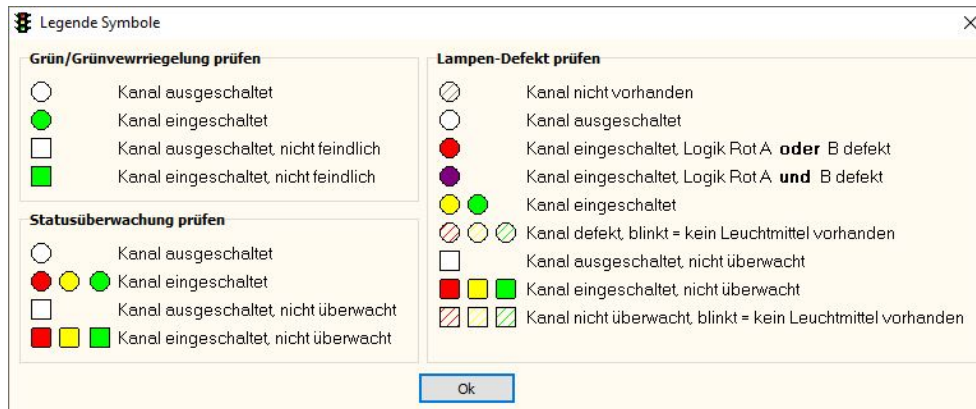 Legende Symbole
Grün/Grünvewrriegelung prüfen
Kanal ausgeschaltet
Kanal eingeschaltet
Kanal ausgeschaltet, nicht feindlich
Kanal eingeschaltet, nicht feindlich
Statusüberwachung prüfen
Kanal ausgeschaltet
Kanal eingeschaltet
Kanal ausgeschaltet, nicht überwacht
Kanal eingeschaltet, nicht überwacht
Lampen-Defekt prüfen
Kanal nicht vorhanden
Kanal ausgeschaltet
Kanal eingeschaltet, Logik Rot A oder B defekt
Kanal eingeschaltet, Logik Rot A und B defekt
Kanal eingeschaltet
Kanal defekt, blinkt = kein Leuchtmittel vorhanden
Kanal ausgeschaltet, nicht überwacht
Kanal eingeschaltet, nicht überwacht
Kanal nicht überwacht, blinkt = kein Leuchtmittel vorhanden
Ok